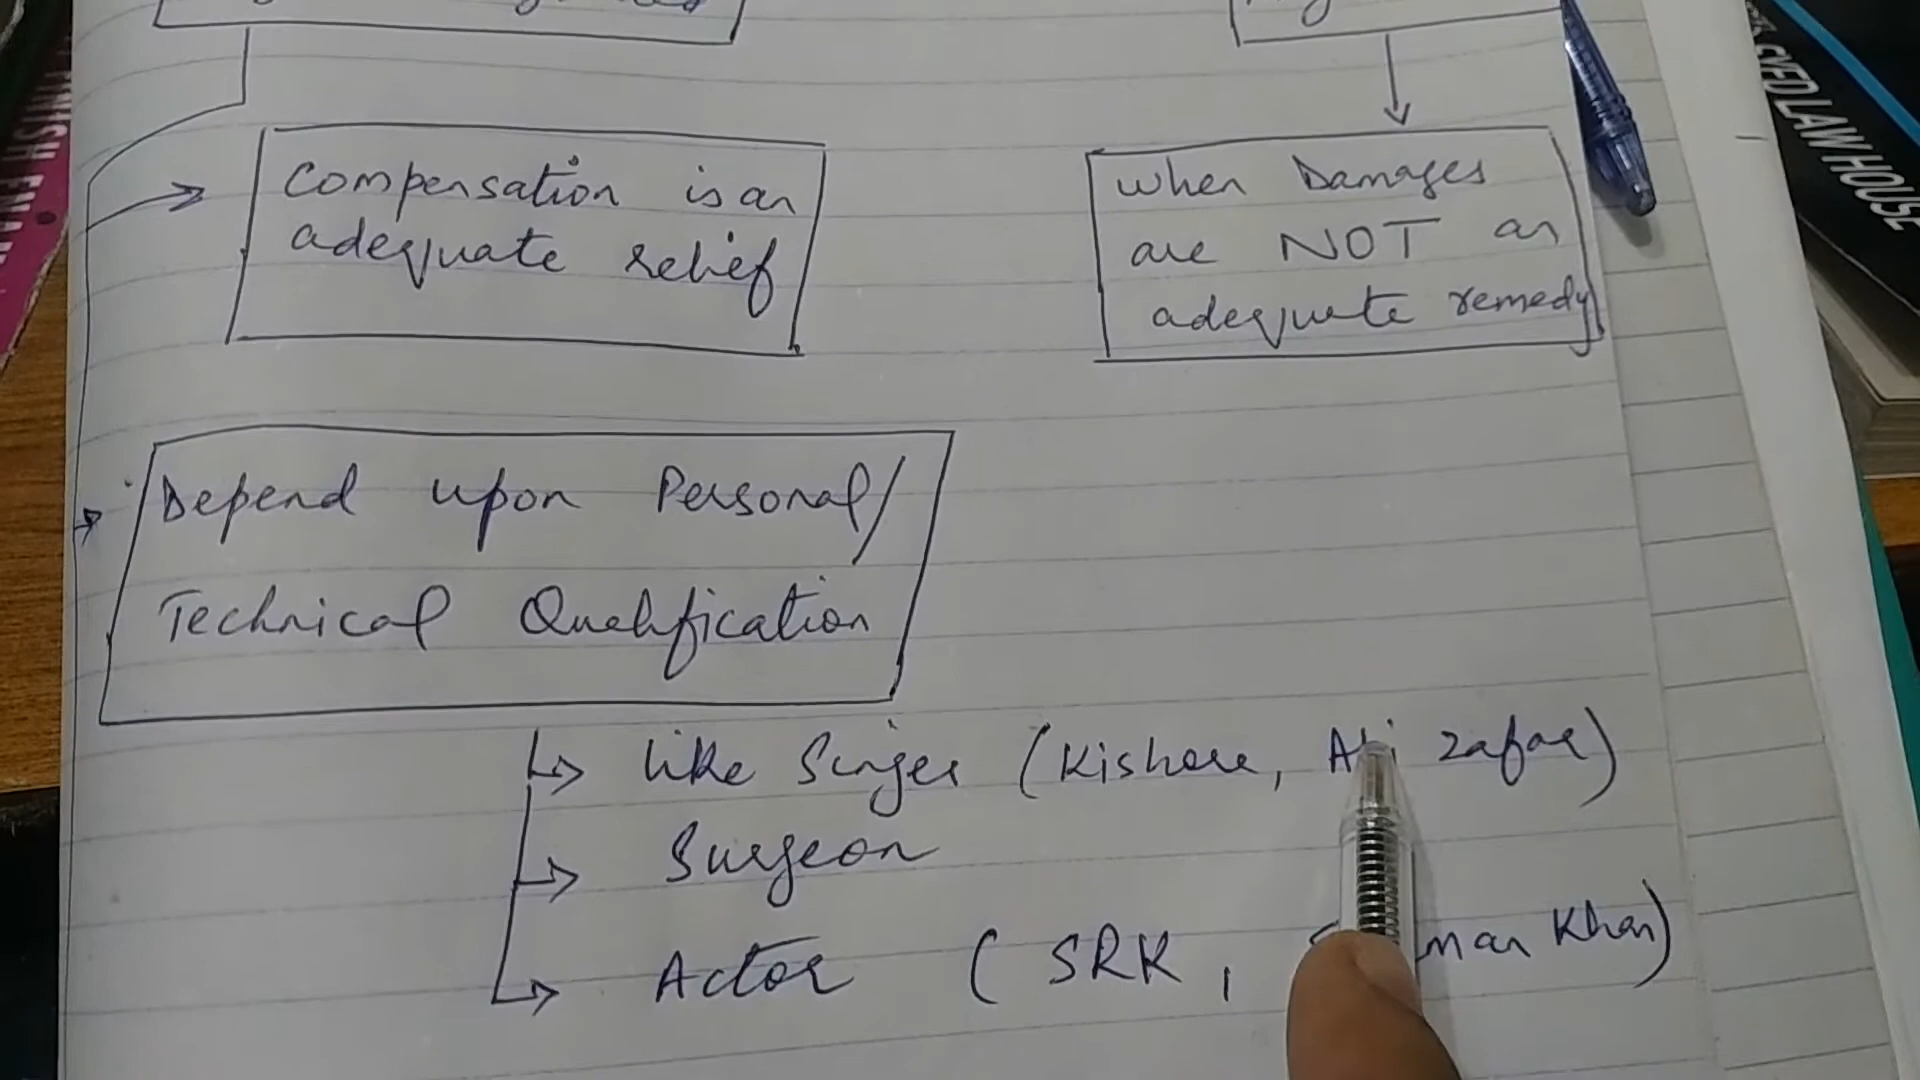 Compensation is an
adequate relief
when Damages
are NOT an
adequate remedy
Depend upon Personal/
Technical Qualification
like Singer (Kishore, Ali Zafar)
Surgeon
Actor ( SRK, Khan)
SYED LAW HOUSE